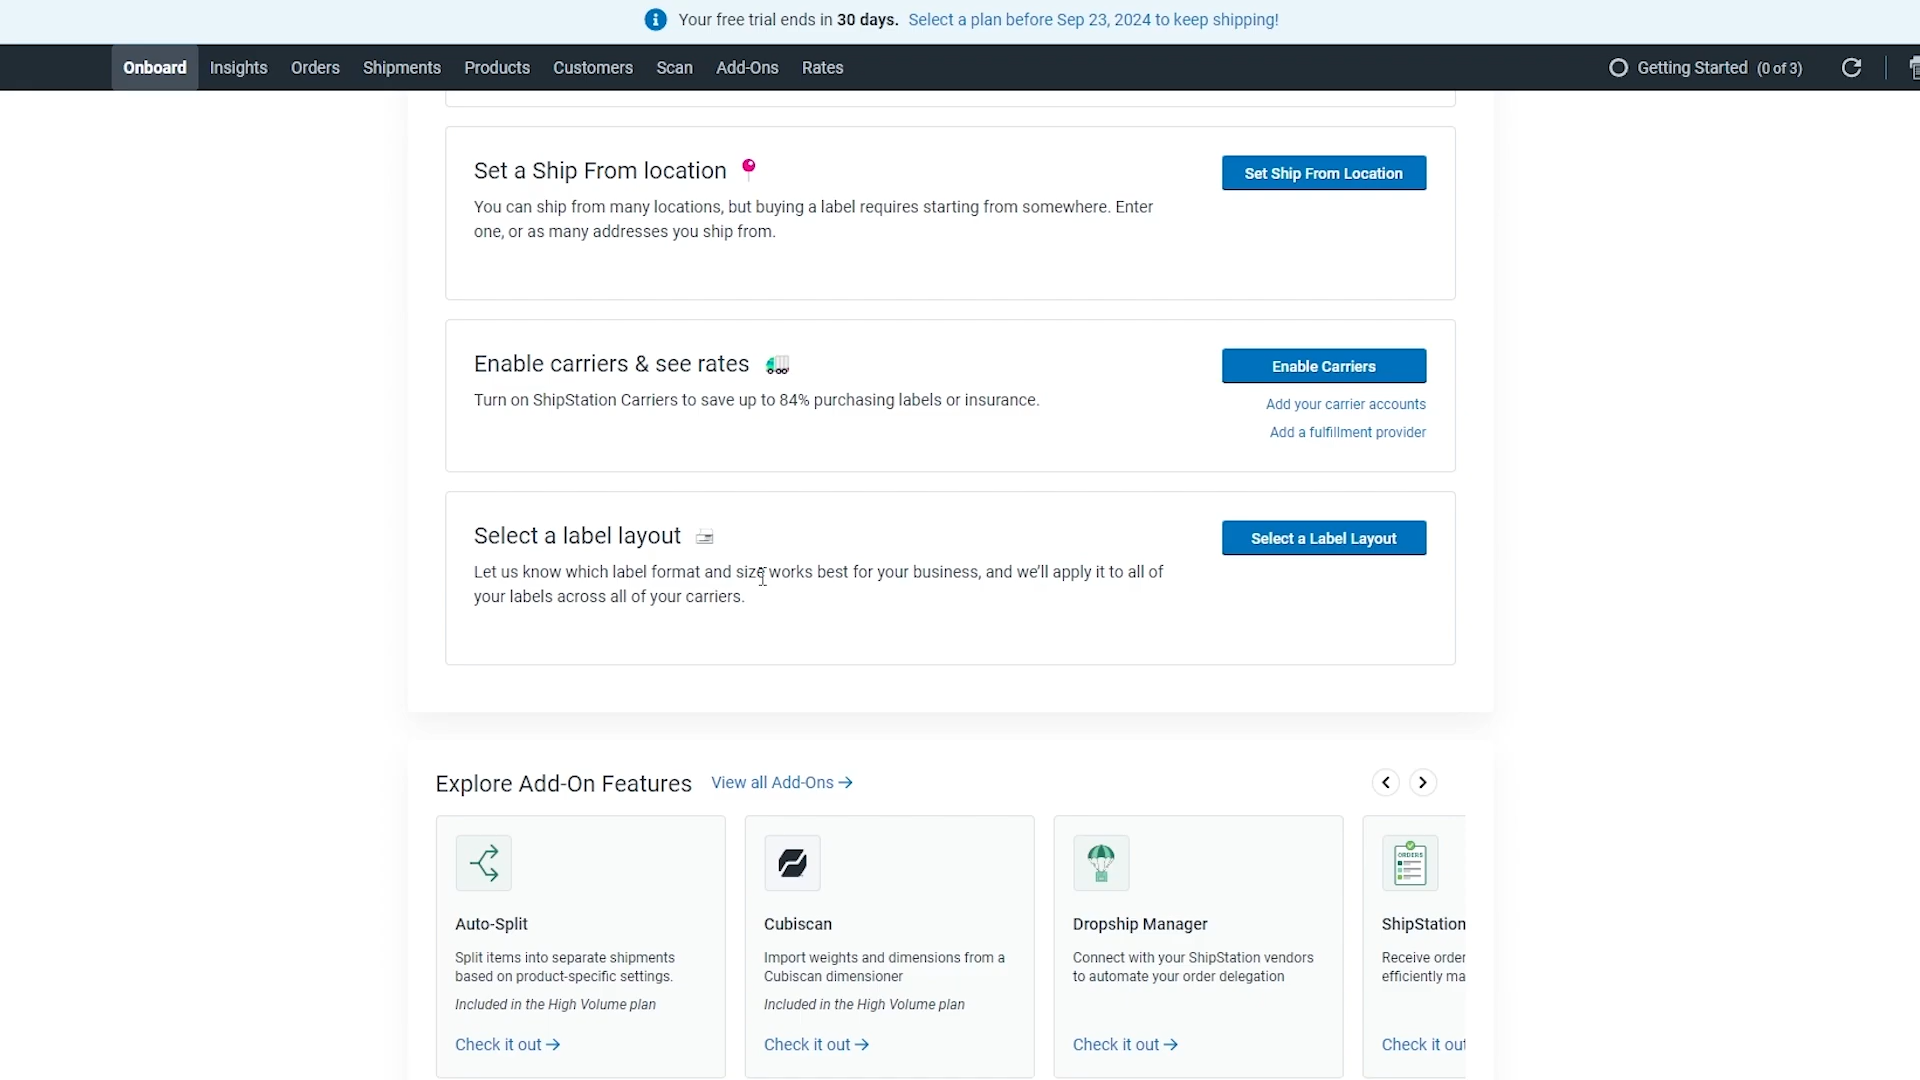 Your free trial ends in 30 days. Select a plan before Sep 23, 2024 to keep shipping!
Onboard Insights Orders Shipments Products Customers Scan Add-Ons Rates Getting Started (0 of 3)
Set a Ship From location
Set Ship From Location
You can ship from many locations, but buying a label requires starting from somewhere. Enter
one, or as many addresses you ship from.
Enable carriers & see rates
Enable Carriers
Turn on ShipStation Carriers to save up to 84% purchasing labels or insurance.
Add your carrier accounts
Add a fulfillment provider
Select a label layout
Select a Label Layout
Let us know which label format and size works best for your business, and we'll apply it to all of
your labels across all of your carriers.
Explore Add-On Features View all Add-Ons →
Auto-Split
Split items into separate shipments
based on product-specific settings.
Included in the High Volume plan
Check it out →
Cubiscan
Import weights and dimensions from a
Cubiscan dimensioner
Included in the High Volume plan
Check it out →
Dropship Manager
Connect with your ShipStation vendors
to automate your order delegation
Check it out →
ORDERS
ShipStation
Receive order
efficiently ma
Check it out